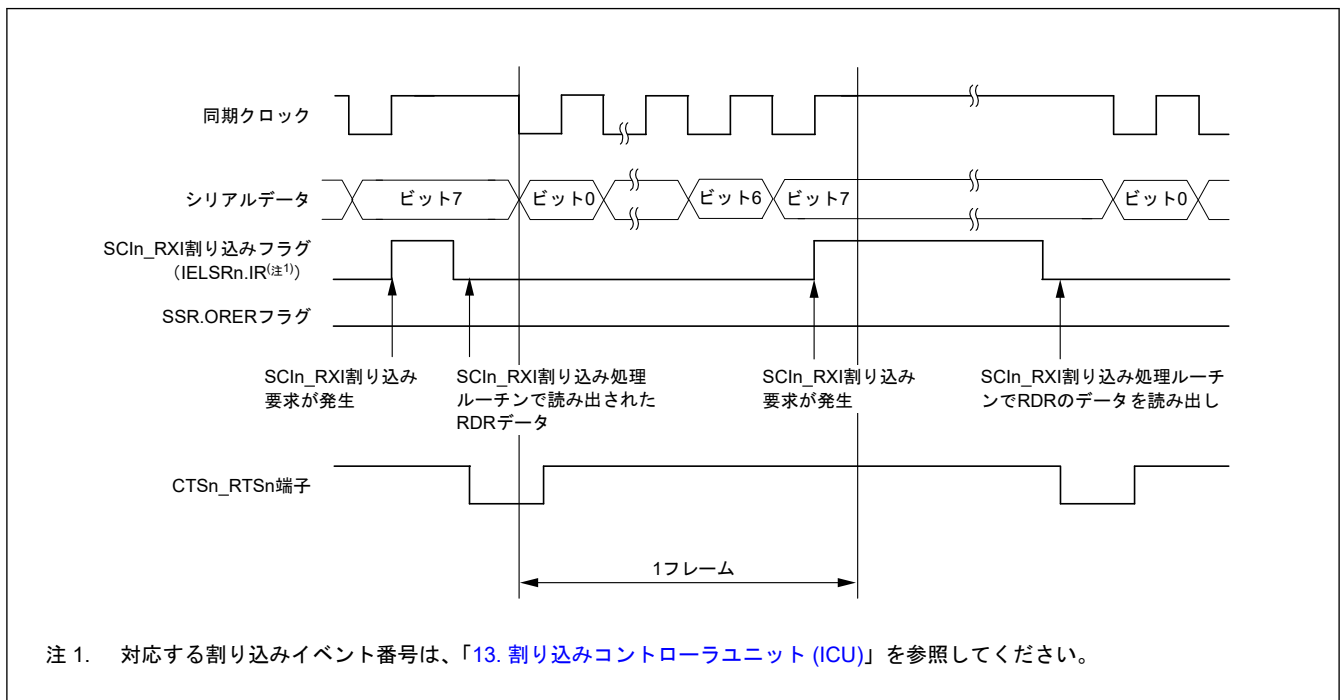 同期クロック
シリアルデータ
ビット7
ビット0
ビット6
ビット7
ビット0
SCIn_RXI割り込みフラグ
（IELSRn.IR(注1)）
SSR.ORERフラグ
SCIn_RXI割り込み
要求が発生
SCIn_RXI割り込み処理
ルーチンで読み出された
RDRデータ
SCIn_RXI割り込み
要求が発生
SCIn_RXI割り込み処理ルーチ
ンでRDRのデータを読み出し
CTSn_RTSn端子
1フレーム
注 1. 対応する割り込みイベント番号は、「13. 割り込みコントローラユニット (ICU)」を参照してください。